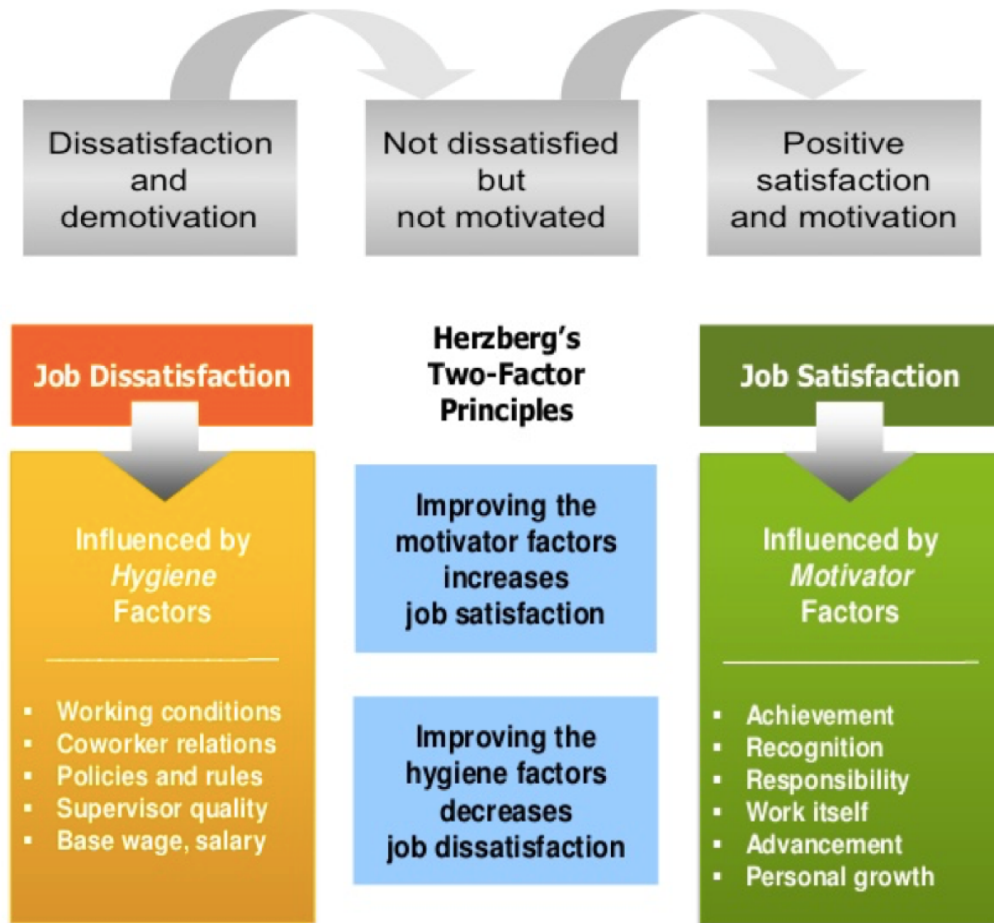 Dissatisfaction
and
demotivation
Not dissatisfied
but
not motivated
Positive
satisfaction
and motivation
Job Dissatisfaction
Influenced by
Hygiene
Factors
▪ Working conditions
▪ Coworker relations
▪ Policies and rules
▪ Supervisor quality
▪ Base wage, salary
Herzberg's
Two-Factor
Principles
Improving the
motivator factors
increases
job satisfaction
Improving the
hygiene factors
decreases
job dissatisfaction
Job Satisfaction
Influenced by
Motivator
Factors
▪ Achievement
▪ Recognition
▪ Responsibility
▪ Work itself
▪ Advancement
▪ Personal growth